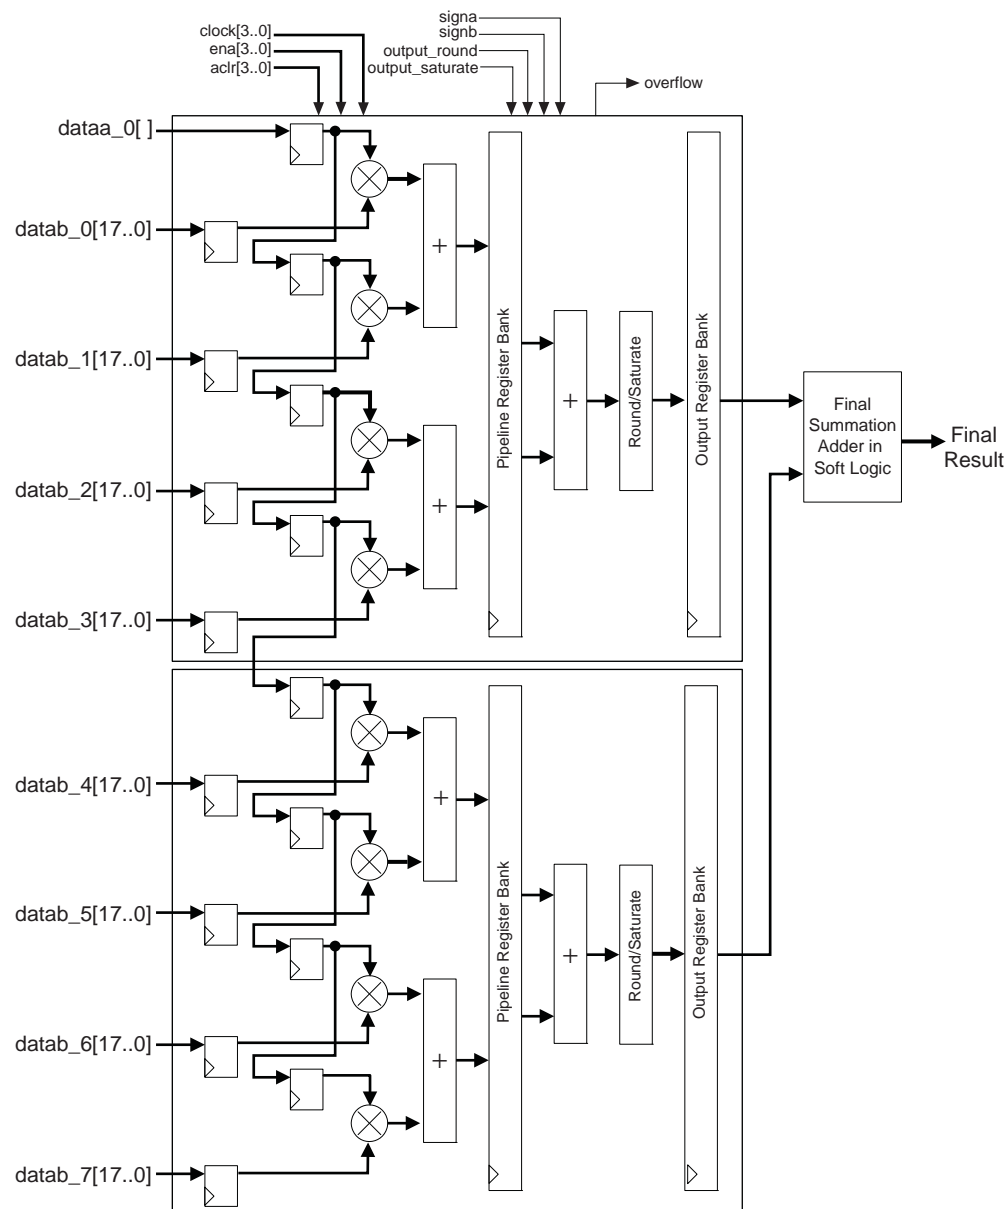 signa
clock[3..0]
signb
ena[3..0]
output_round
aclr[3..0]
output_saturate
overflow
dataa_0[ ]
datab_0[17..0]
+
datab_1[17..0]
Pipeline Register Bank
+
Round/Saturate
Output Register Bank
Final
Summation
Adder in
Soft Logic
Final
Result
datab_2[17..0]
+
datab_3[17..0]
datab_4[17..0]
+
datab_5[17..0]
Pipeline Register Bank
+
Round/Saturate
Output Register Bank
datab_6[17..0]
+
datab_7[17..0]